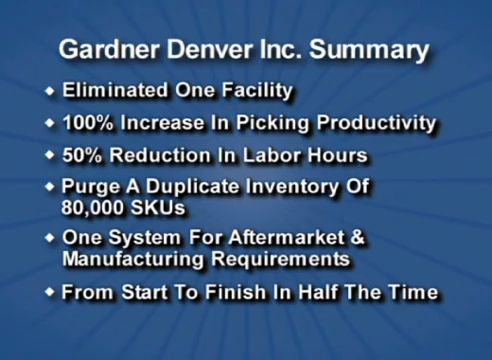 Gardner Denver Inc. Summary
Eliminated One Facility
100% Increase In Picking Productivity
50% Reduction In Labor Hours
Purge A Duplicate Inventory Of
80,000 SKUs
One System For Aftermarket &
Manufacturing Requirements
From Start To Finish In Half The Time